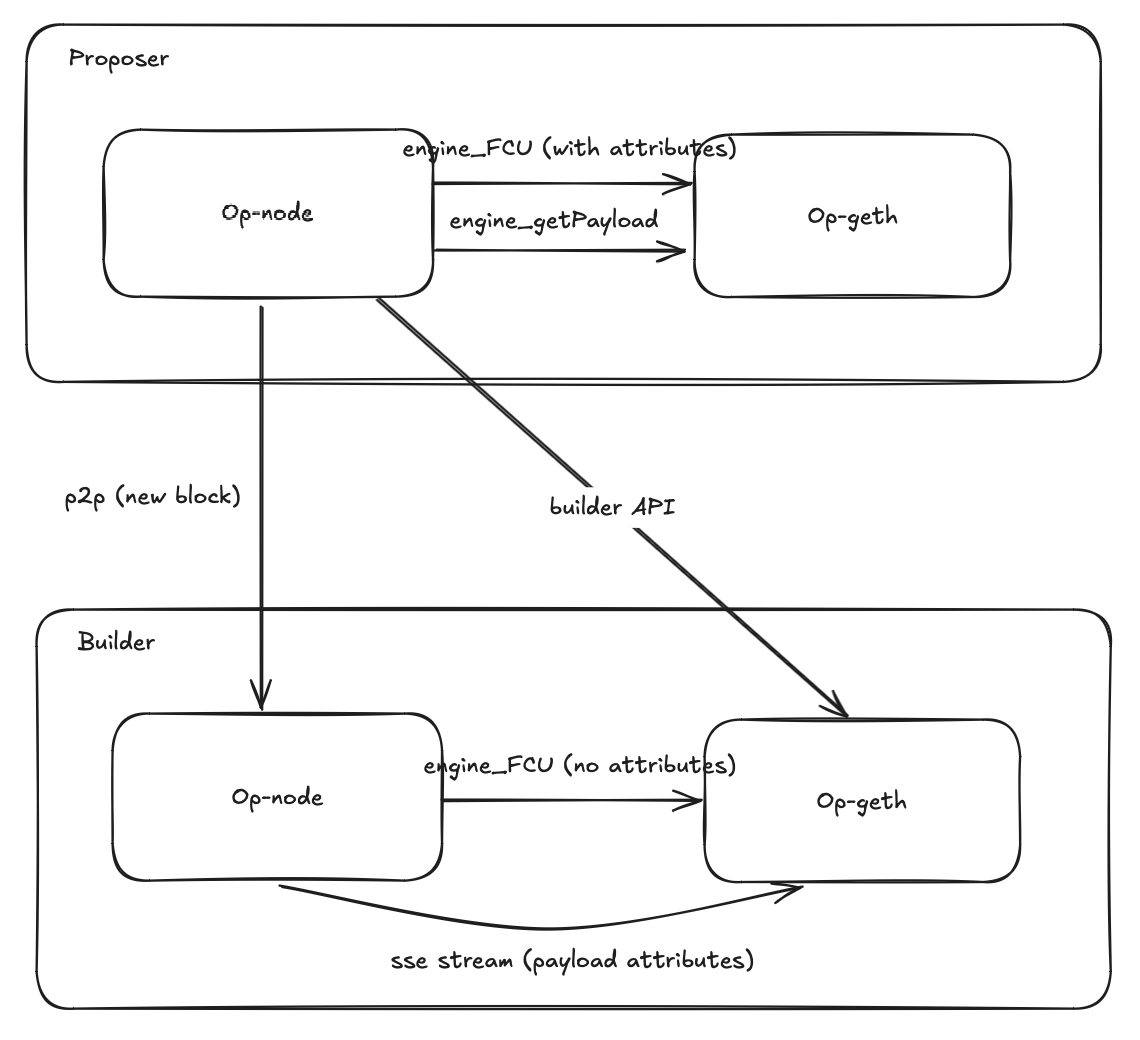 Proposer
engine_FCU (with attributes)
Op-node
engine_getPayload
Op-geth
p2p (new block)
builder API
Builder
engine_FCU (no attributes)
Op-node
Op-geth
sse stream (payload attributes)